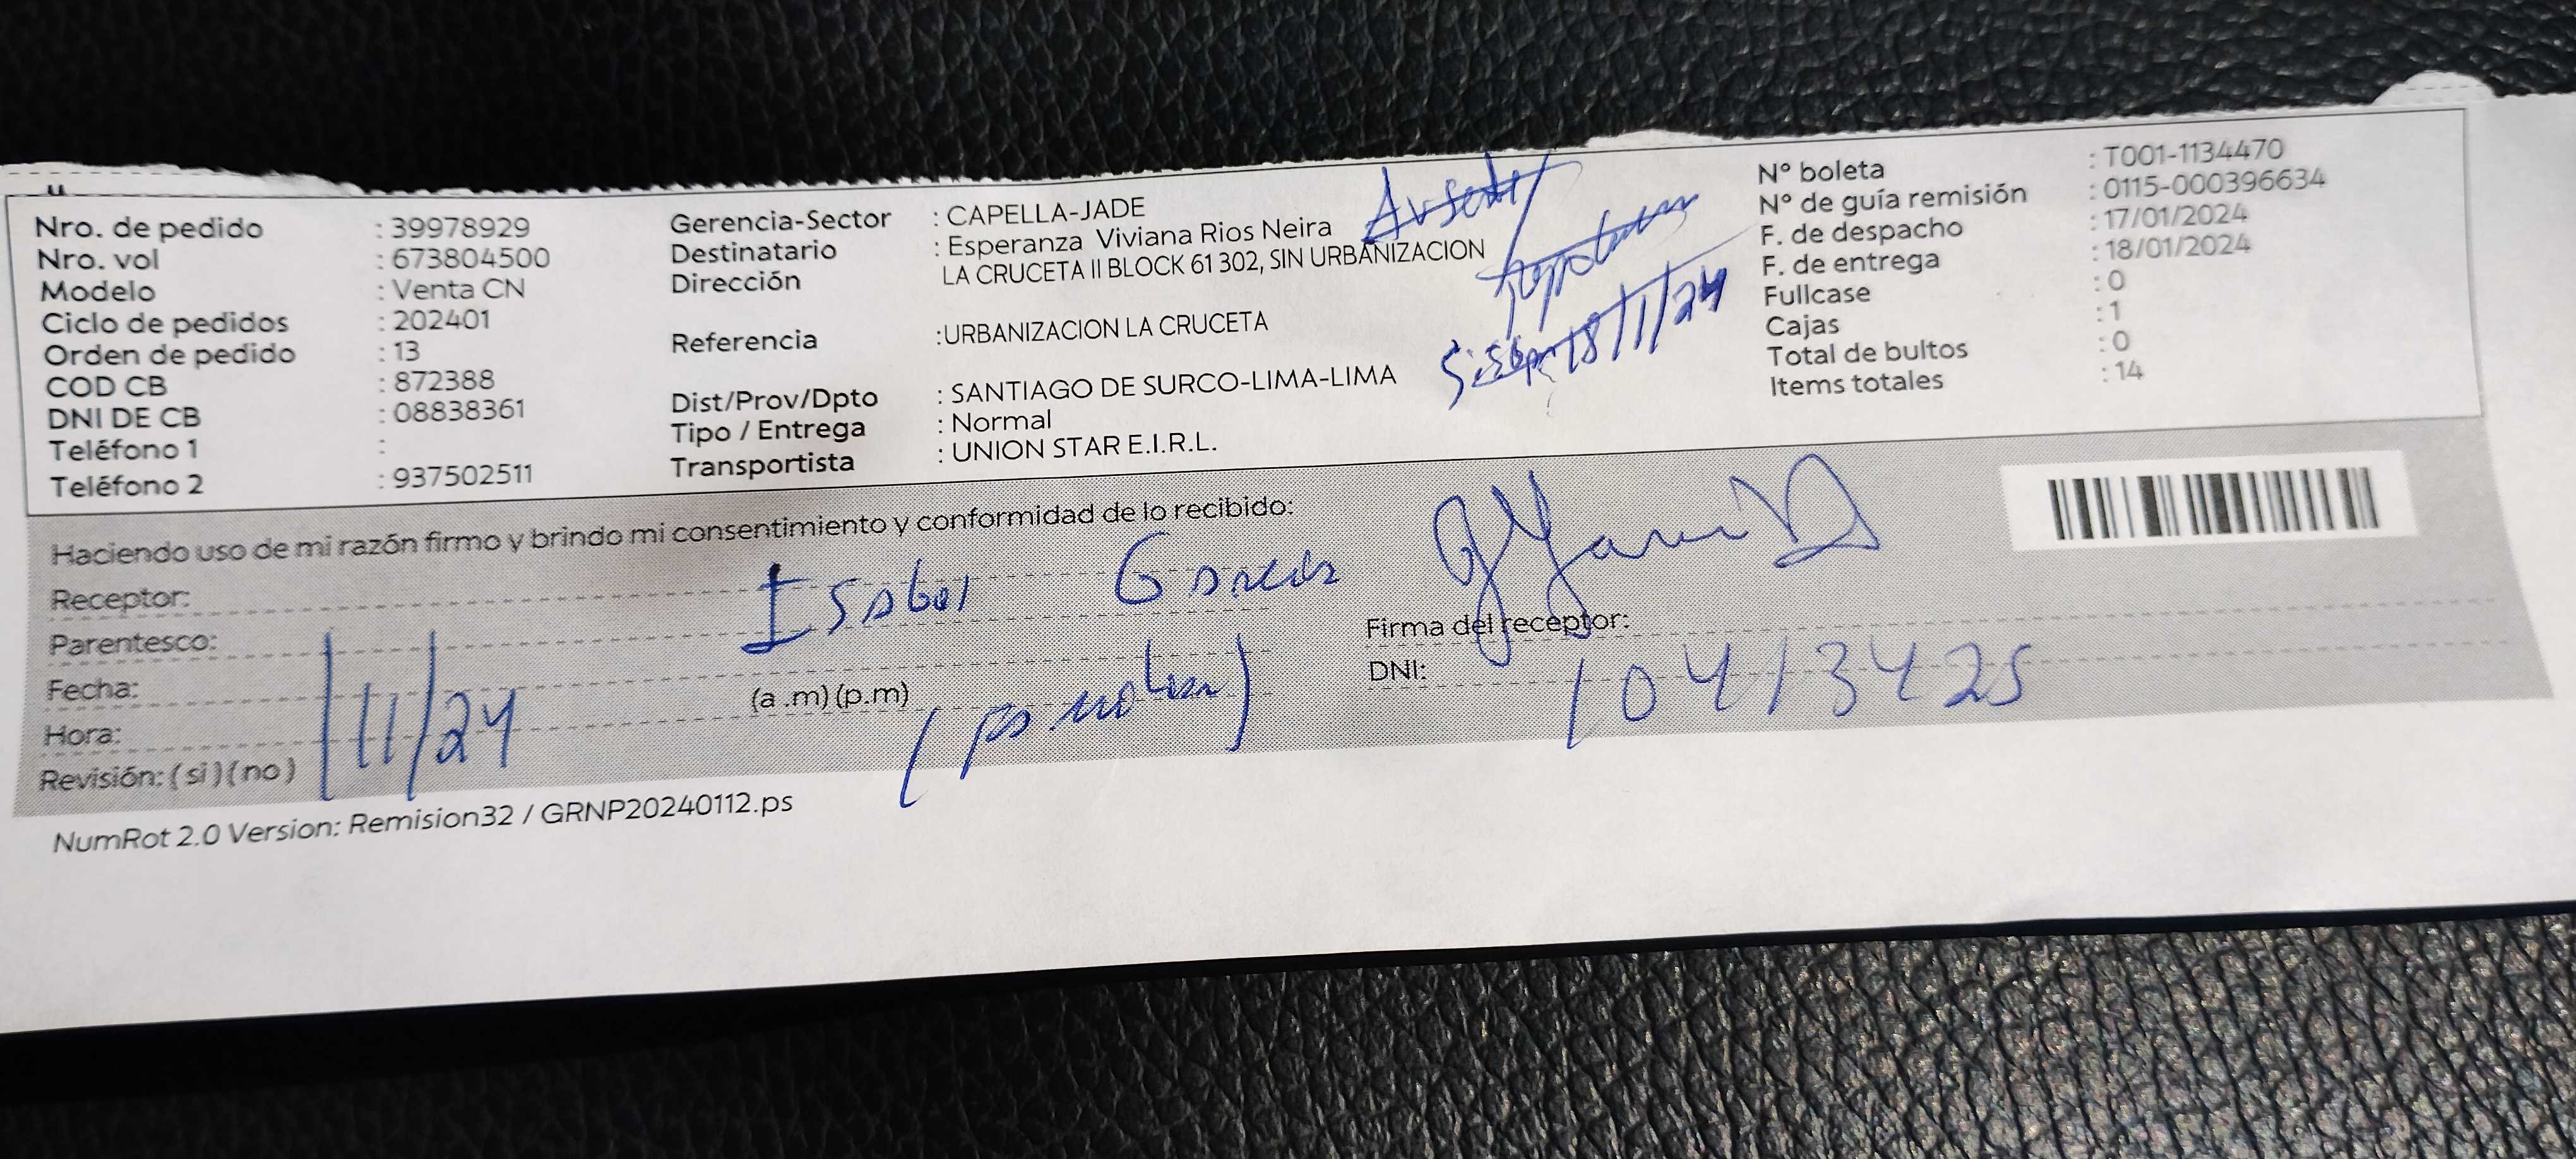 Nro. de pedido : 39978929
Nro. vol : 673804500
Modelo : Venta CN
Ciclo de pedidos : 202401
Orden de pedido : 13
COD CB : 872388
DNI DE CB : 08838361
Teléfono 1 :
Teléfono 2 : 937502511
Gerencia-Sector : CAPELLA-JADE
Destinatario : Esperanza Viviana Rios Neira
Dirección LA CRUCETA II BLOCK 61 302, SIN URBANIZACION
Referencia :URBANIZACION LA CRUCETA
Dist/Prov/Dpto : SANTIAGO DE SURCO-LIMA-LIMA
Tipo / Entrega : Normal
Transportista : UNION STAR E.I.R.L.
18/1/24
N° boleta : T001-1134470
N° de guía remisión : 0115-000396634
F. de despacho : 17/01/2024
F. de entrega : 18/01/2024
Fullcase : 0
Cajas : 1
Total de bultos : 0
Items totales : 14
Haciendo uso de mi razón firmo y brindo mi consentimiento y conformidad de lo recibido:
Receptor: Isabel
Parentesco:
Fecha:
Hora: (a .m) (p.m)
Revisión: ( si ) ( no )
/11/24
Firma del receptor:
DNI: 10413425
NumRot 2.0 Version: Remision32 / GRNP20240112.ps